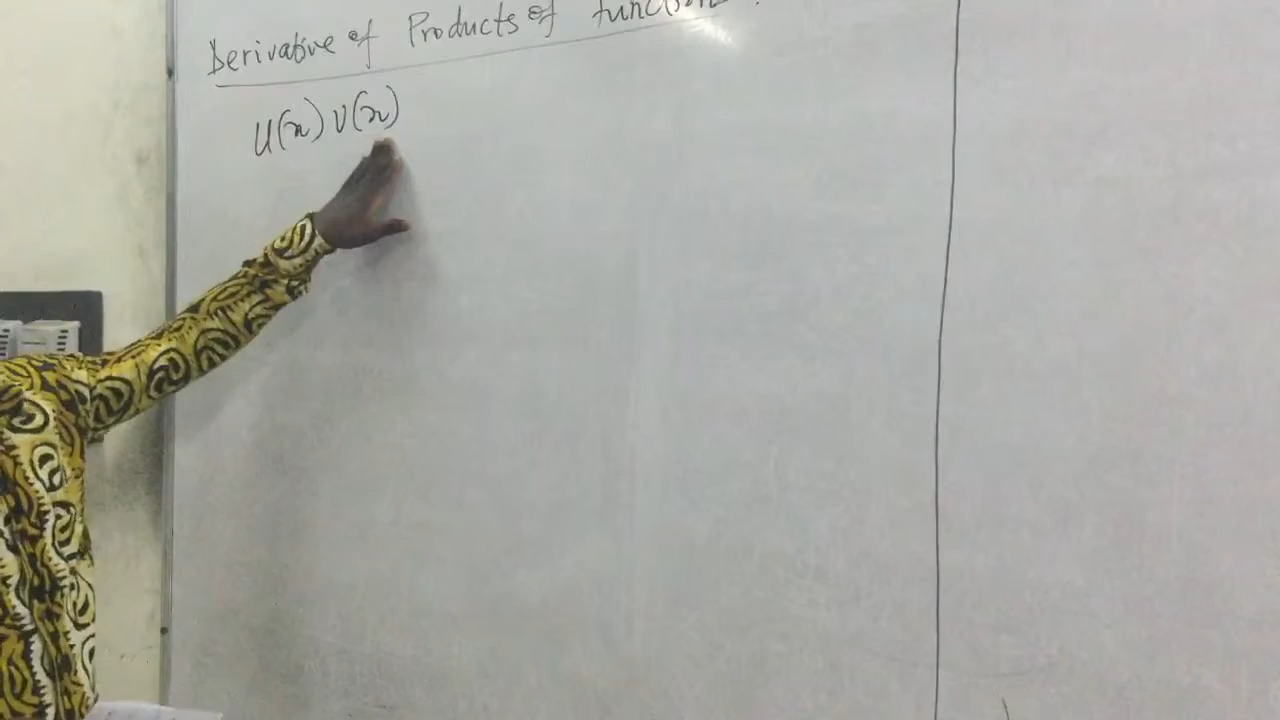 Derivative of Products of functions
U(x) V(x)